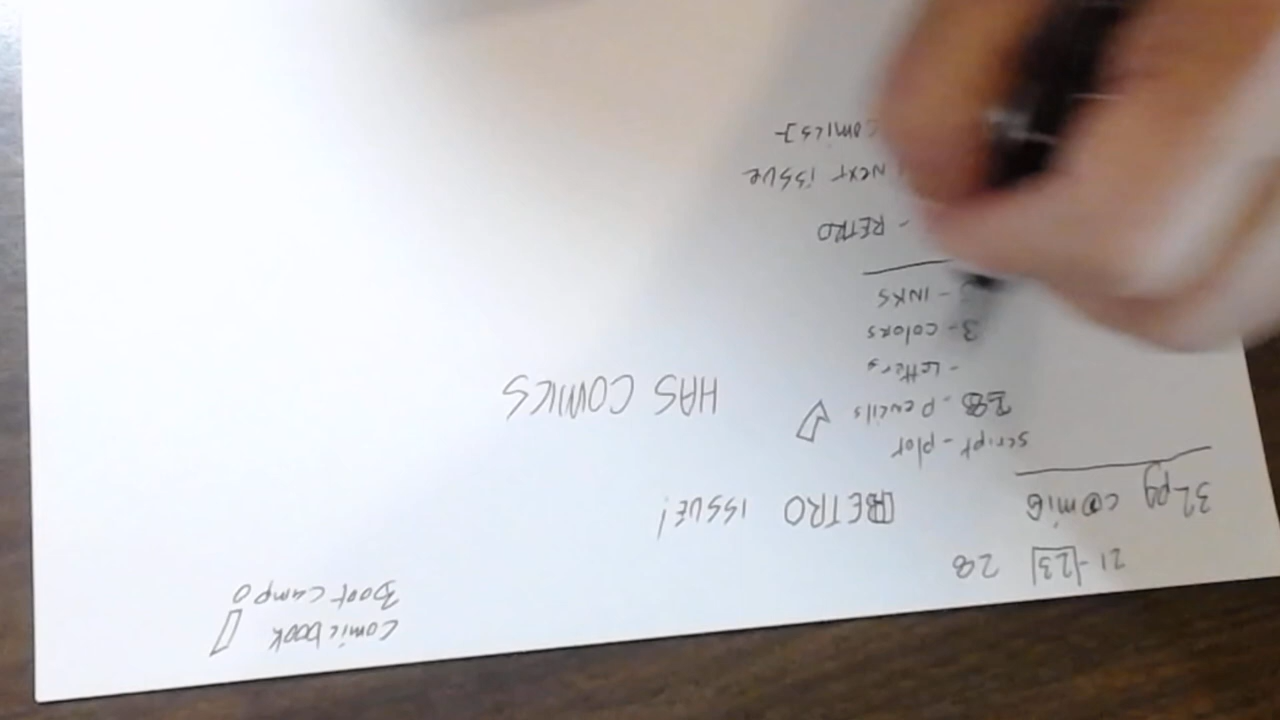 Comic book
Boot camp
21-23 28
32pg comic
RETRO ISSUE!
script - plot
28 - Pencils
- Letters
3 - colors
- INKS
HAS COMICS
- RETRO
NEXT ISSUE